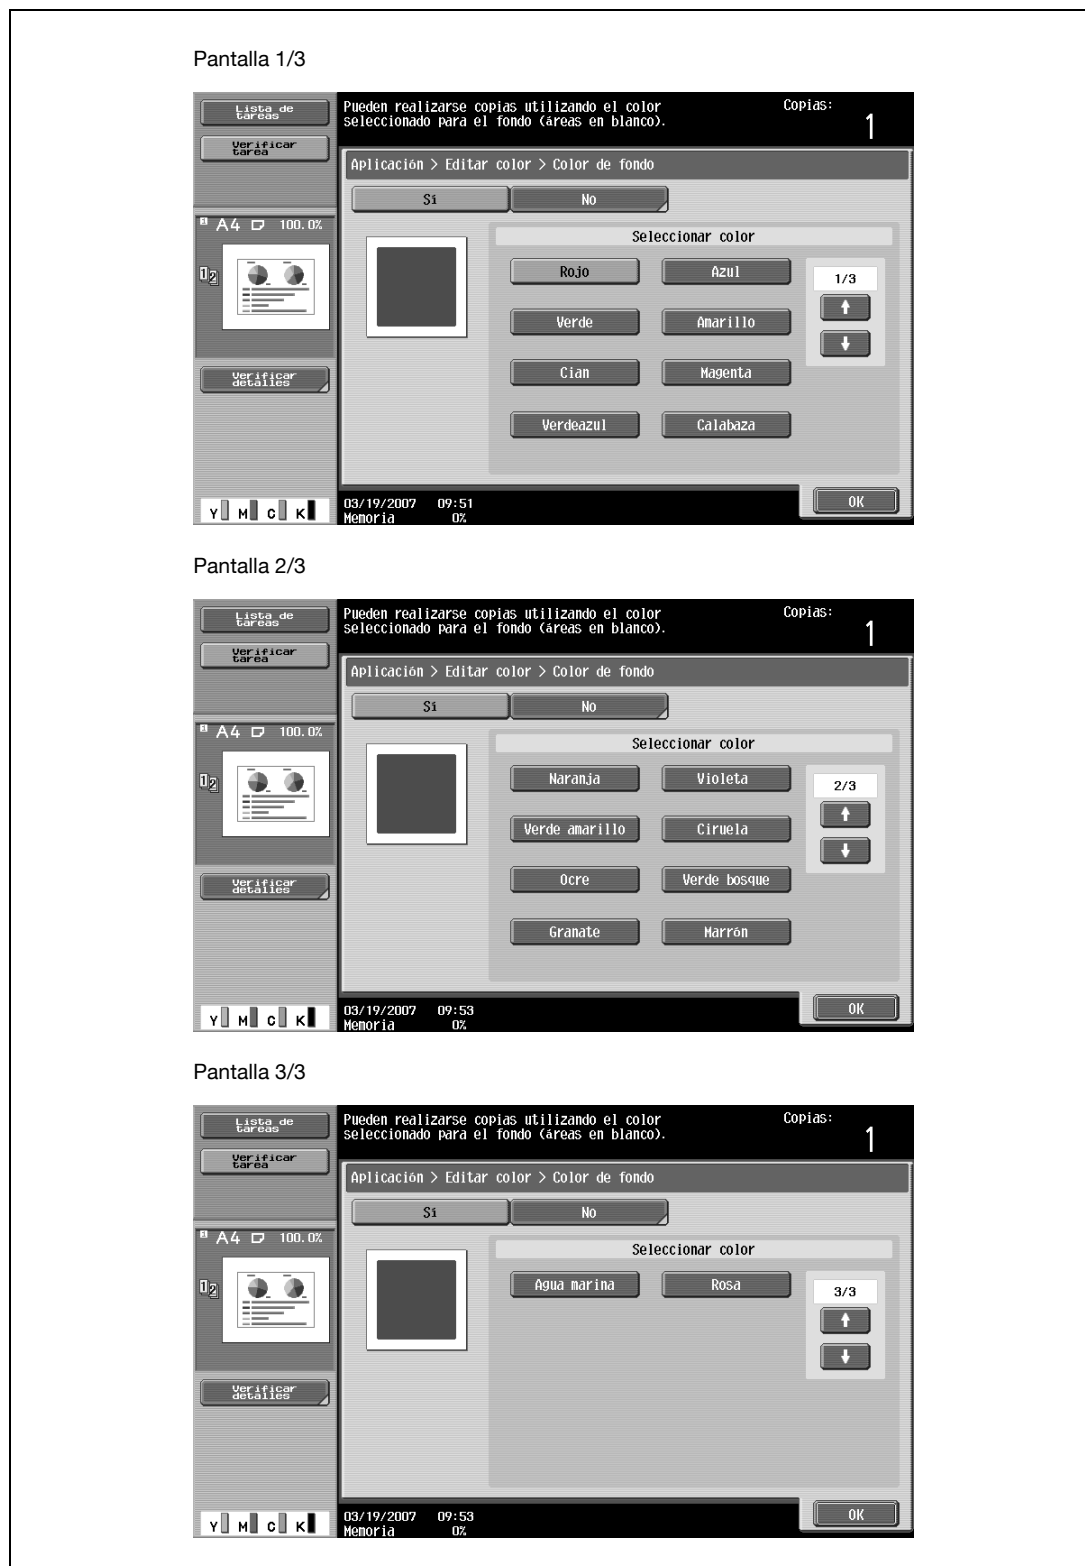 Pantalla 1/3
Lista de
tareas
Pueden realizarse copias utilizando el color
seleccionado para el fondo (áreas en blanco).
Copias:
1
Verificar
tarea
Aplicación > Editar color > Color de fondo
Sí
No
A4
100.0%
Seleccionar color
1 2
Rojo
Azul
1/3
Verde
Amarillo
Cian
Magenta
Verificar
detalles
Verdeazul
Calabaza
Y M C K
03/19/2007 09:51
Memoria 0%
OK
Pantalla 2/3
Lista de
tareas
Pueden realizarse copias utilizando el color
seleccionado para el fondo (áreas en blanco).
Copias:
1
Verificar
tarea
Aplicación > Editar color > Color de fondo
Sí
No
A4
100.0%
Seleccionar color
1 2
Naranja
Violeta
2/3
Verde amarillo
Ciruela
Ocre
Verde bosque
Verificar
detalles
Granate
Marrón
Y M C K
03/19/2007 09:53
Memoria 0%
OK
Pantalla 3/3
Lista de
tareas
Pueden realizarse copias utilizando el color
seleccionado para el fondo (áreas en blanco).
Copias:
1
Verificar
tarea
Aplicación > Editar color > Color de fondo
Sí
No
A4
100.0%
Seleccionar color
1 2
Agua marina
Rosa
3/3
Verificar
detalles
Y M C K
03/19/2007 09:53
Memoria 0%
OK